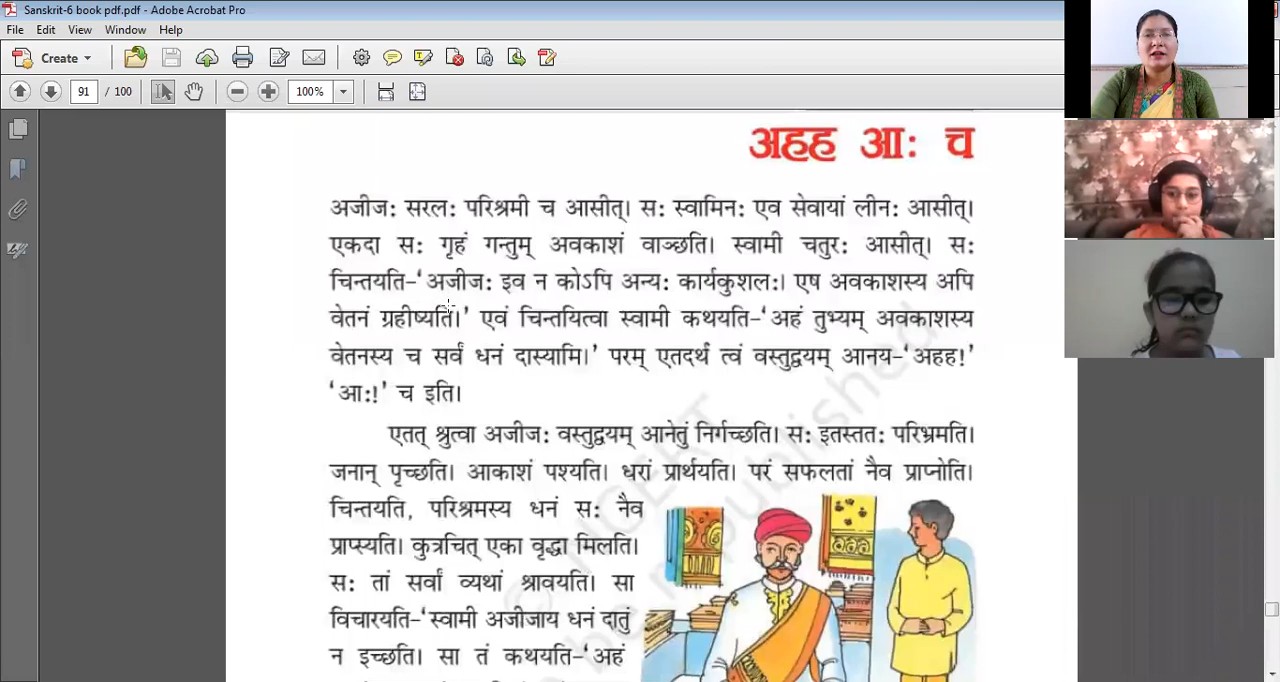 Sanskrit-6 book pdf.pdf - Adobe Acrobat Pro
File Edit View Window Help
Create
91 / 100 100%
अहह आः च
अजीजः सरलः परिश्रमी च आसीत्। सः स्वामिनः एव सेवायां लीनः आसीत्।
एकदा सः गृहं गन्तुम् अवकाशं वाञ्छति। स्वामी चतुरः आसीत्। सः
चिन्तयति-‘अजीजः इव न कोऽपि अन्यः कार्यकुशलः। एष अवकाशस्य अपि
वेतनं ग्रहीष्यति।’ एवं चिन्तयित्वा स्वामी कथयति-‘अहं तुभ्यम् अवकाशस्य
वेतनस्य च सर्वं धनं दास्यामि।’ परम् एतदर्थं त्वं वस्तुद्वयम् आनय-‘अहह!’
‘आः!’ च इति।
एतत् श्रुत्वा अजीजः वस्तुद्वयम् आनेतुं निर्गच्छति। सः इतस्ततः परिभ्रमति।
जनान् पृच्छति। आकाशं पश्यति। धरां प्रार्थयति। परं सफलतां नैव प्राप्नोति।
चिन्तयति, परिश्रमस्य धनं सः नैव
प्राप्स्यति। कुत्रचित् एका वृद्धा मिलति।
सः तां सर्वां व्यथां श्रावयति। सा
विचारयति-‘स्वामी अजीजाय धनं दातुं
न इच्छति। सा तं कथयति-‘अहं
© NCERT
be republished